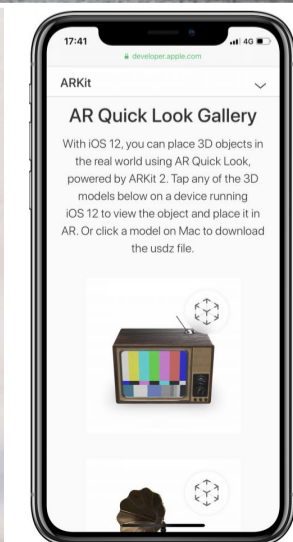 17:41
4G
developer.apple.com
ARKit
AR Quick Look Gallery
With iOS 12, you can place 3D objects in
the real world using AR Quick Look,
powered by ARKit 2. Tap any of the 3D
models below on a device running
iOS 12 to view the object and place it in
AR. Or click a model on Mac to download
the usdz file.